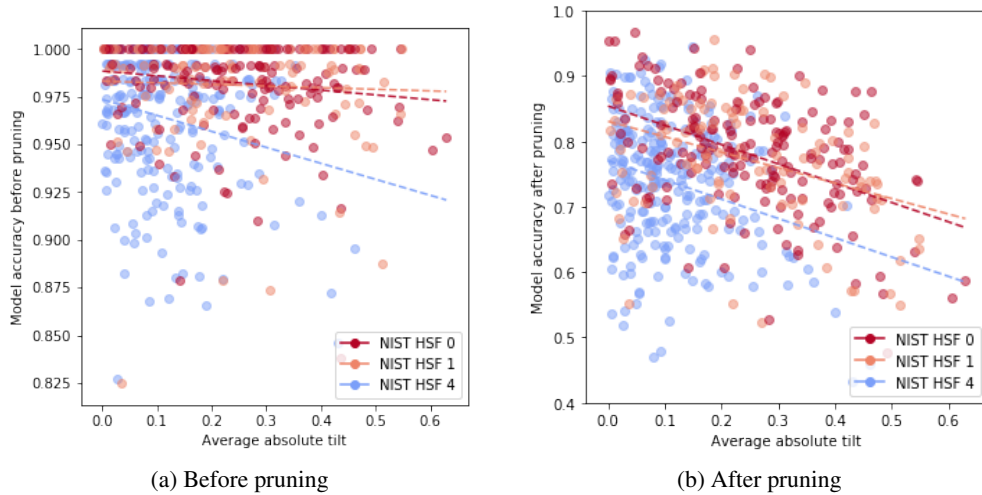 1.000
0.975
0.950
0.925
0.900
0.875
0.850
0.825
Model accuracy before pruning
0.0 0.1 0.2 0.3 0.4 0.5 0.6
Average absolute tilt
NIST HSF 0
NIST HSF 1
NIST HSF 4
(a) Before pruning
1.0
0.9
0.8
0.7
0.6
0.5
0.4
Model accuracy after pruning
0.0 0.1 0.2 0.3 0.4 0.5 0.6
Average absolute tilt
NIST HSF 0
NIST HSF 1
NIST HSF 4
(b) After pruning